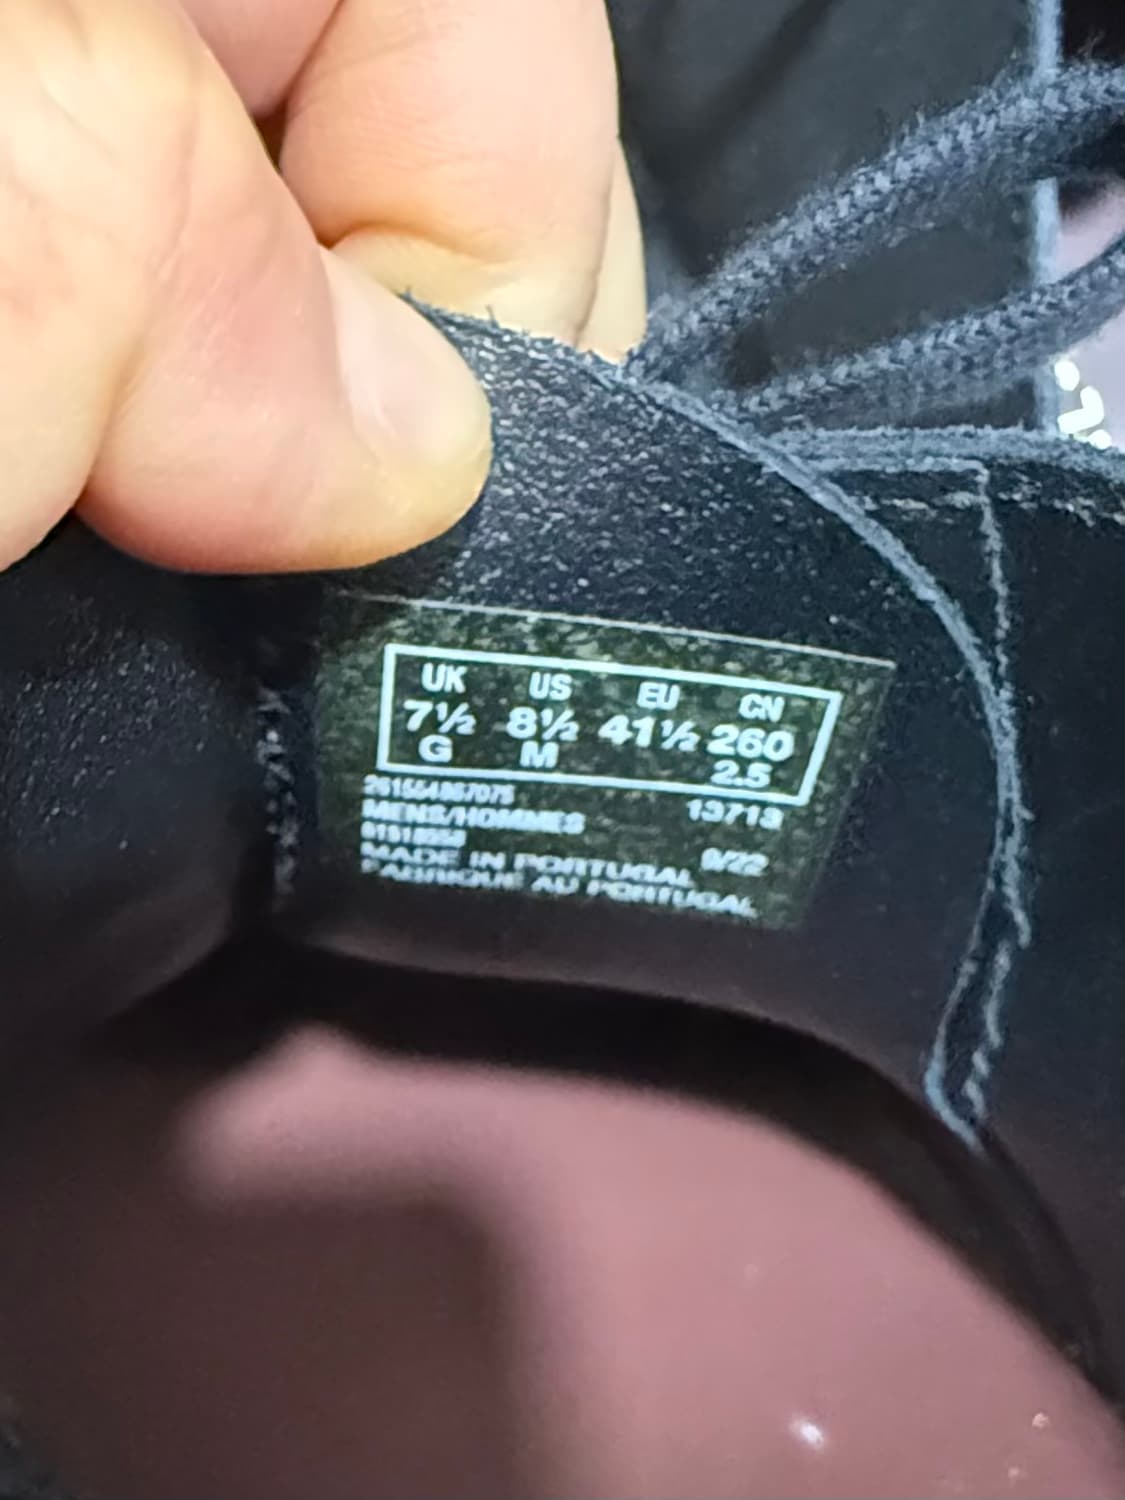 UK US EU CN
7½ 8½ 41½ 260
G M 2.5
13713
MENS/HOMMES
9/22
MADE IN PORTUGAL
FABRIQUE AU PORTUGAL